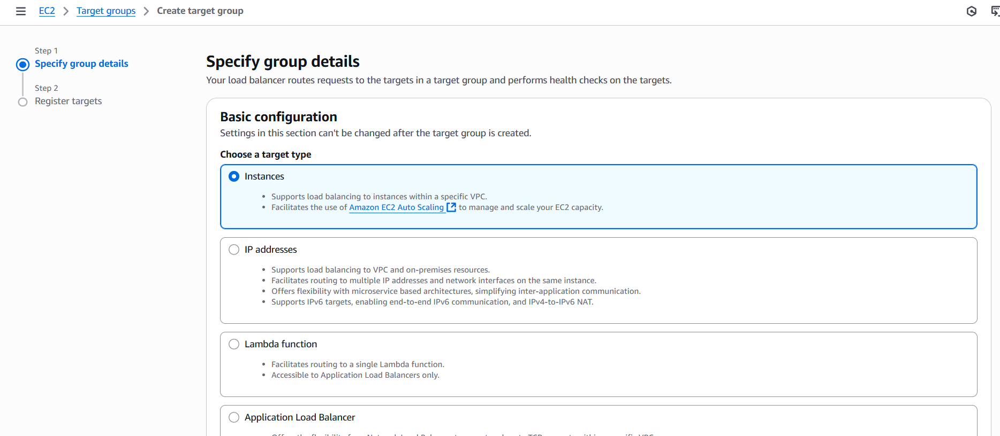 EC2 > Target groups > Create target group
Step 1
Specify group details
Step 2
Register targets
Specify group details
Your load balancer routes requests to the targets in a target group and performs health checks on the targets.
Basic configuration
Settings in this section can't be changed after the target group is created.
Choose a target type
Instances
• Supports load balancing to instances within a specific VPC.
• Facilitates the use of Amazon EC2 Auto Scaling to manage and scale your EC2 capacity.
IP addresses
• Supports load balancing to VPC and on-premises resources.
• Facilitates routing to multiple IP addresses and network interfaces on the same instance.
• Offers flexibility with microservice based architectures, simplifying inter-application communication.
• Supports IPv6 targets, enabling end-to-end IPv6 communication, and IPv4-to-IPv6 NAT.
Lambda function
• Facilitates routing to a single Lambda function.
• Accessible to Application Load Balancers only.
Application Load Balancer